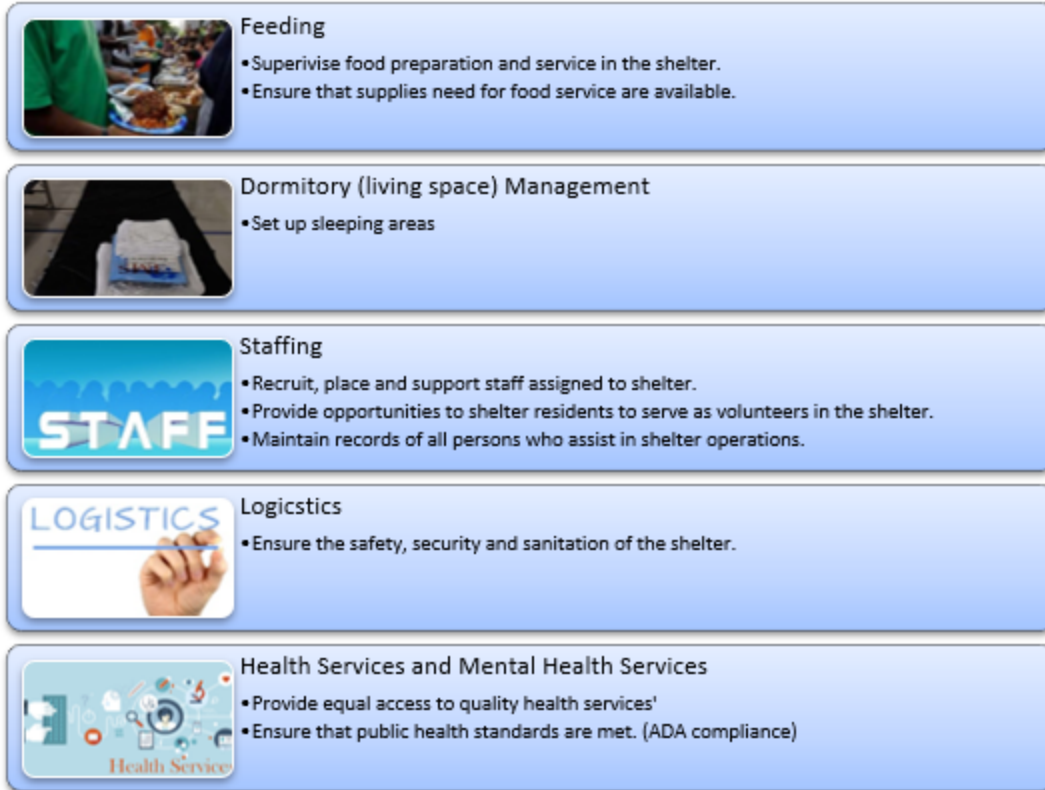 Feeding
•Superivise food preparation and service in the shelter.
•Ensure that supplies need for food service are available.
Dormitory (living space) Management
•Set up sleeping areas
Staffing
STAFF
•Recruit, place and support staff assigned to shelter.
•Provide opportunities to shelter residents to serve as volunteers in the shelter.
•Maintain records of all persons who assist in shelter operations.
Logicstics
LOGISTICS
•Ensure the safety, security and sanitation of the shelter.
Health Services and Mental Health Services
•Provide equal access to quality health services'
•Ensure that public health standards are met. (ADA compliance)
Health Service